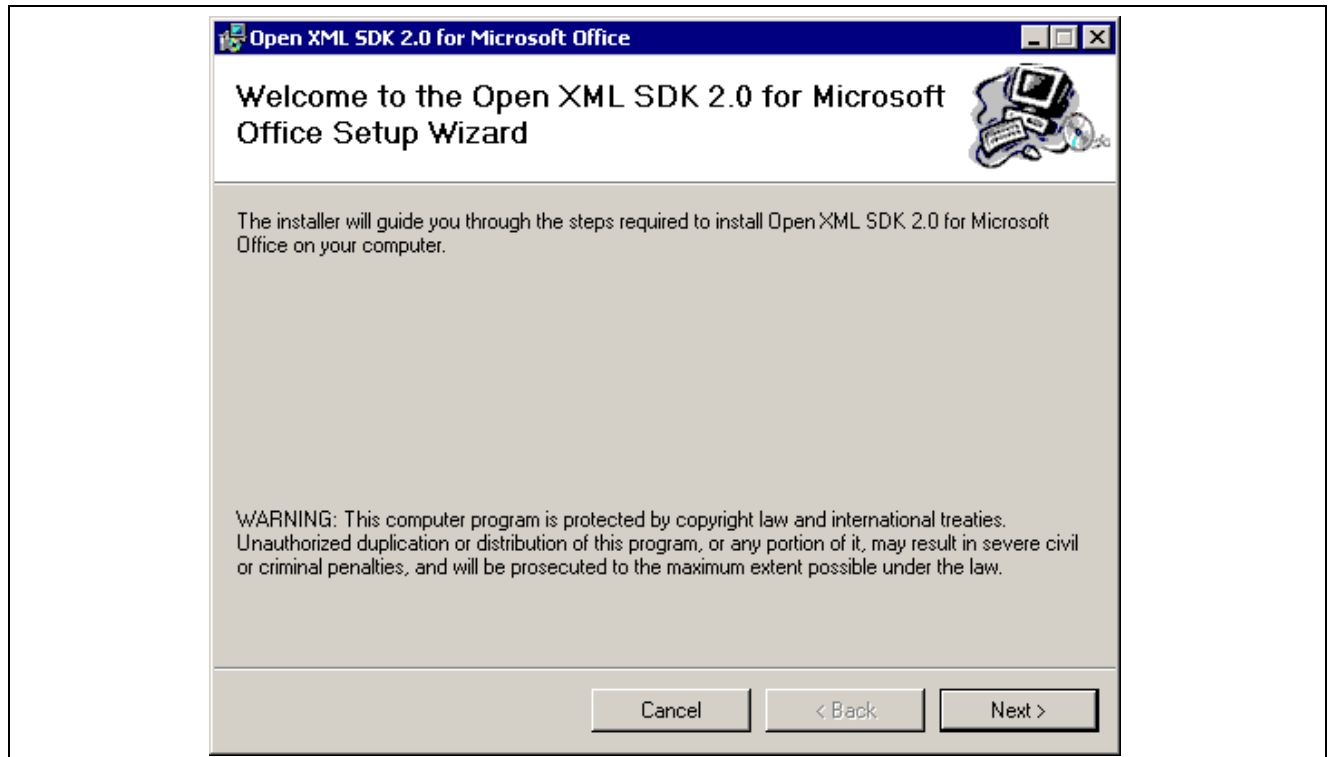 Open XML SDK 2.0 for Microsoft Office
Welcome to the Open XML SDK 2.0 for Microsoft
Office Setup Wizard
The installer will guide you through the steps required to install Open XML SDK 2.0 for Microsoft
Office on your computer.
WARNING: This computer program is protected by copyright law and international treaties.
Unauthorized duplication or distribution of this program, or any portion of it, may result in severe civil
or criminal penalties, and will be prosecuted to the maximum extent possible under the law.
Cancel < Back Next >